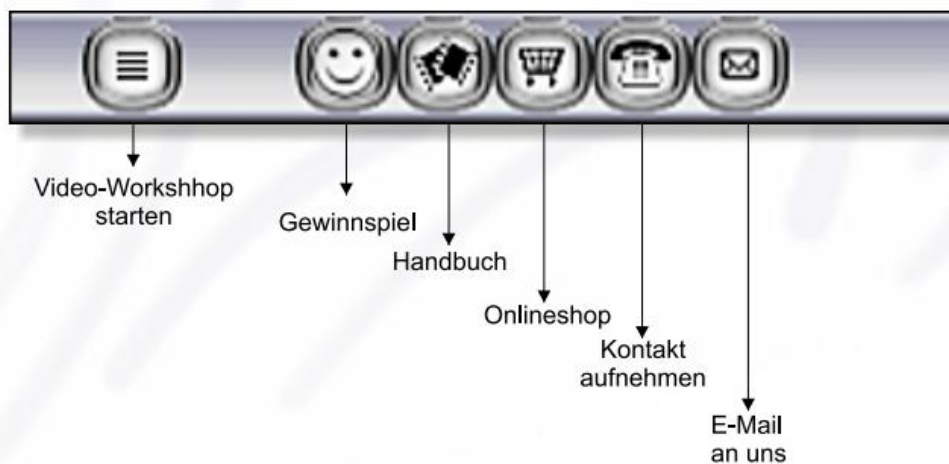 Video-Workshhop
starten
Gewinnspiel
Handbuch
Onlineshop
Kontakt
aufnehmen
E-Mail
an uns